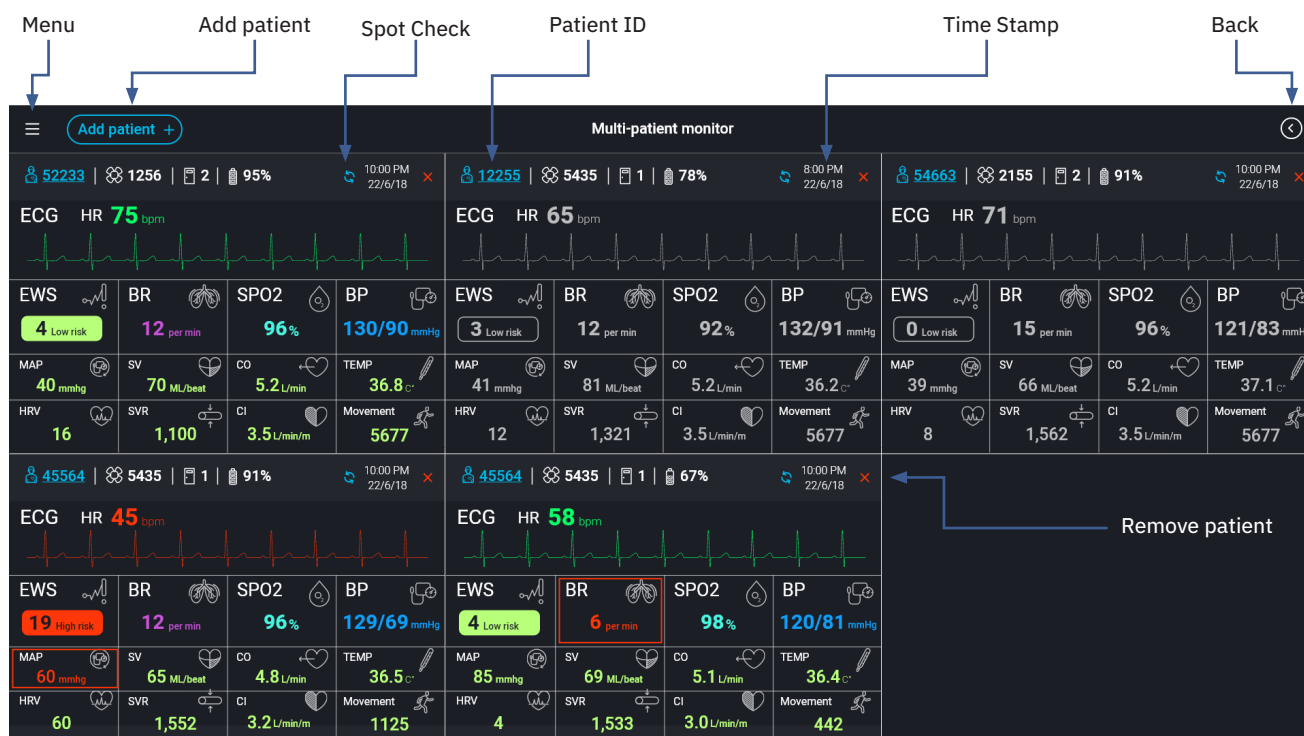 Menu
Add patient
Spot Check
Patient ID
Time Stamp
Back
Add patient +
Multi-patient monitor
52233 | 1256 | 2 | 95%
10:00 PM
22/6/18
ECG HR 75 bpm
EWS BR SPO2 BP
4 Low risk 12 per min 96% 130/90 mmHg
MAP SV CO TEMP
40 mmhg 70 ML/beat 5.2 L/min 36.8 C°
HRV SVR CI Movement
16 1,100 3.5 L/min/m 5677
12255 | 5435 | 1 | 78%
8:00 PM
22/6/18
ECG HR 65 bpm
EWS BR SPO2 BP
3 Low risk 12 per min 92% 132/91 mmHg
MAP SV CO TEMP
41 mmhg 81 ML/beat 5.2 L/min 36.2 C°
HRV SVR CI Movement
12 1,321 3.5 L/min/m 5677
54663 | 2155 | 2 | 91%
10:00 PM
22/6/18
ECG HR 71 bpm
EWS BR SPO2 BP
0 Low risk 15 per min 96% 121/83 mmH
MAP SV CO TEMP
39 mmhg 66 ML/beat 5.2 L/min 37.1 C°
HRV SVR CI Movement
8 1,562 3.5 L/min/m 5677
45564 | 5435 | 1 | 91%
10:00 PM
22/6/18
ECG HR 45 bpm
EWS BR SPO2 BP
19 High risk 12 per min 96% 129/69 mmHg
MAP SV CO TEMP
60 mmhg 65 ML/beat 4.8 L/min 36.5 C°
HRV SVR CI Movement
60 1,552 3.2 L/min/m 1125
45564 | 5435 | 1 | 67%
10:00 PM
22/6/18
ECG HR 58 bpm
EWS BR SPO2 BP
4 Low risk 6 per min 98% 120/81 mmHg
MAP SV CO TEMP
85 mmhg 69 ML/beat 5.1 L/min 36.4 C°
HRV SVR CI Movement
4 1,533 3.0 L/min/m 442
Remove patient